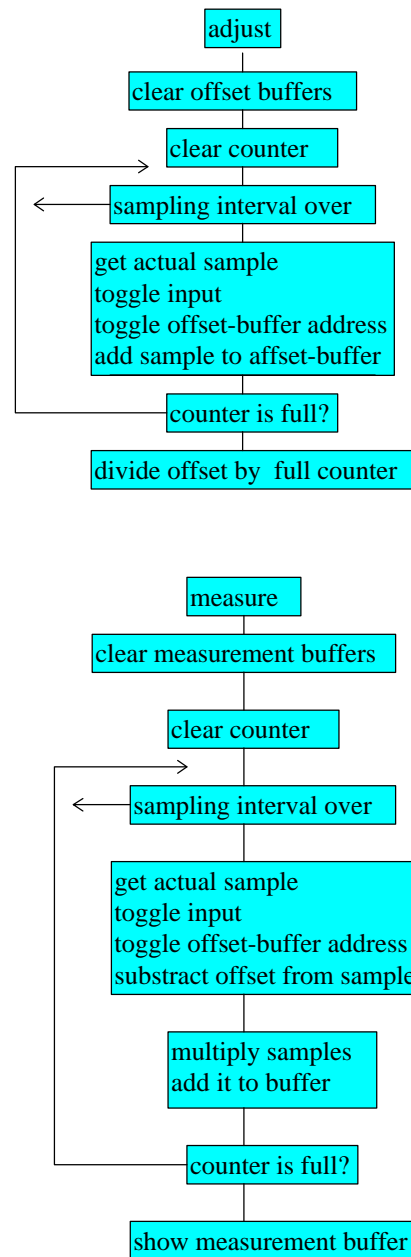 adjust
clear offset buffers
clear counter
sampling interval over
get actual sample
toggle input
toggle offset-buffer address
add sample to affset-buffer
counter is full?
divide offset by full counter
measure
clear measurement buffers
clear counter
sampling interval over
get actual sample
toggle input
toggle offset-buffer address
substract offset from sample
multiply samples
add it to buffer
counter is full?
show measurement buffer